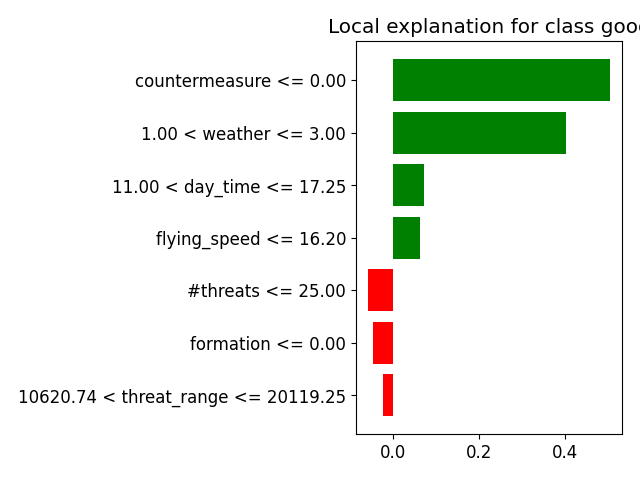 Local explanation for class good
countermeasure <= 0.00
1.00 < weather <= 3.00
11.00 < day_time <= 17.25
flying_speed <= 16.20
#threats <= 25.00
formation <= 0.00
10620.74 < threat_range <= 20119.25
0.0 0.2 0.4